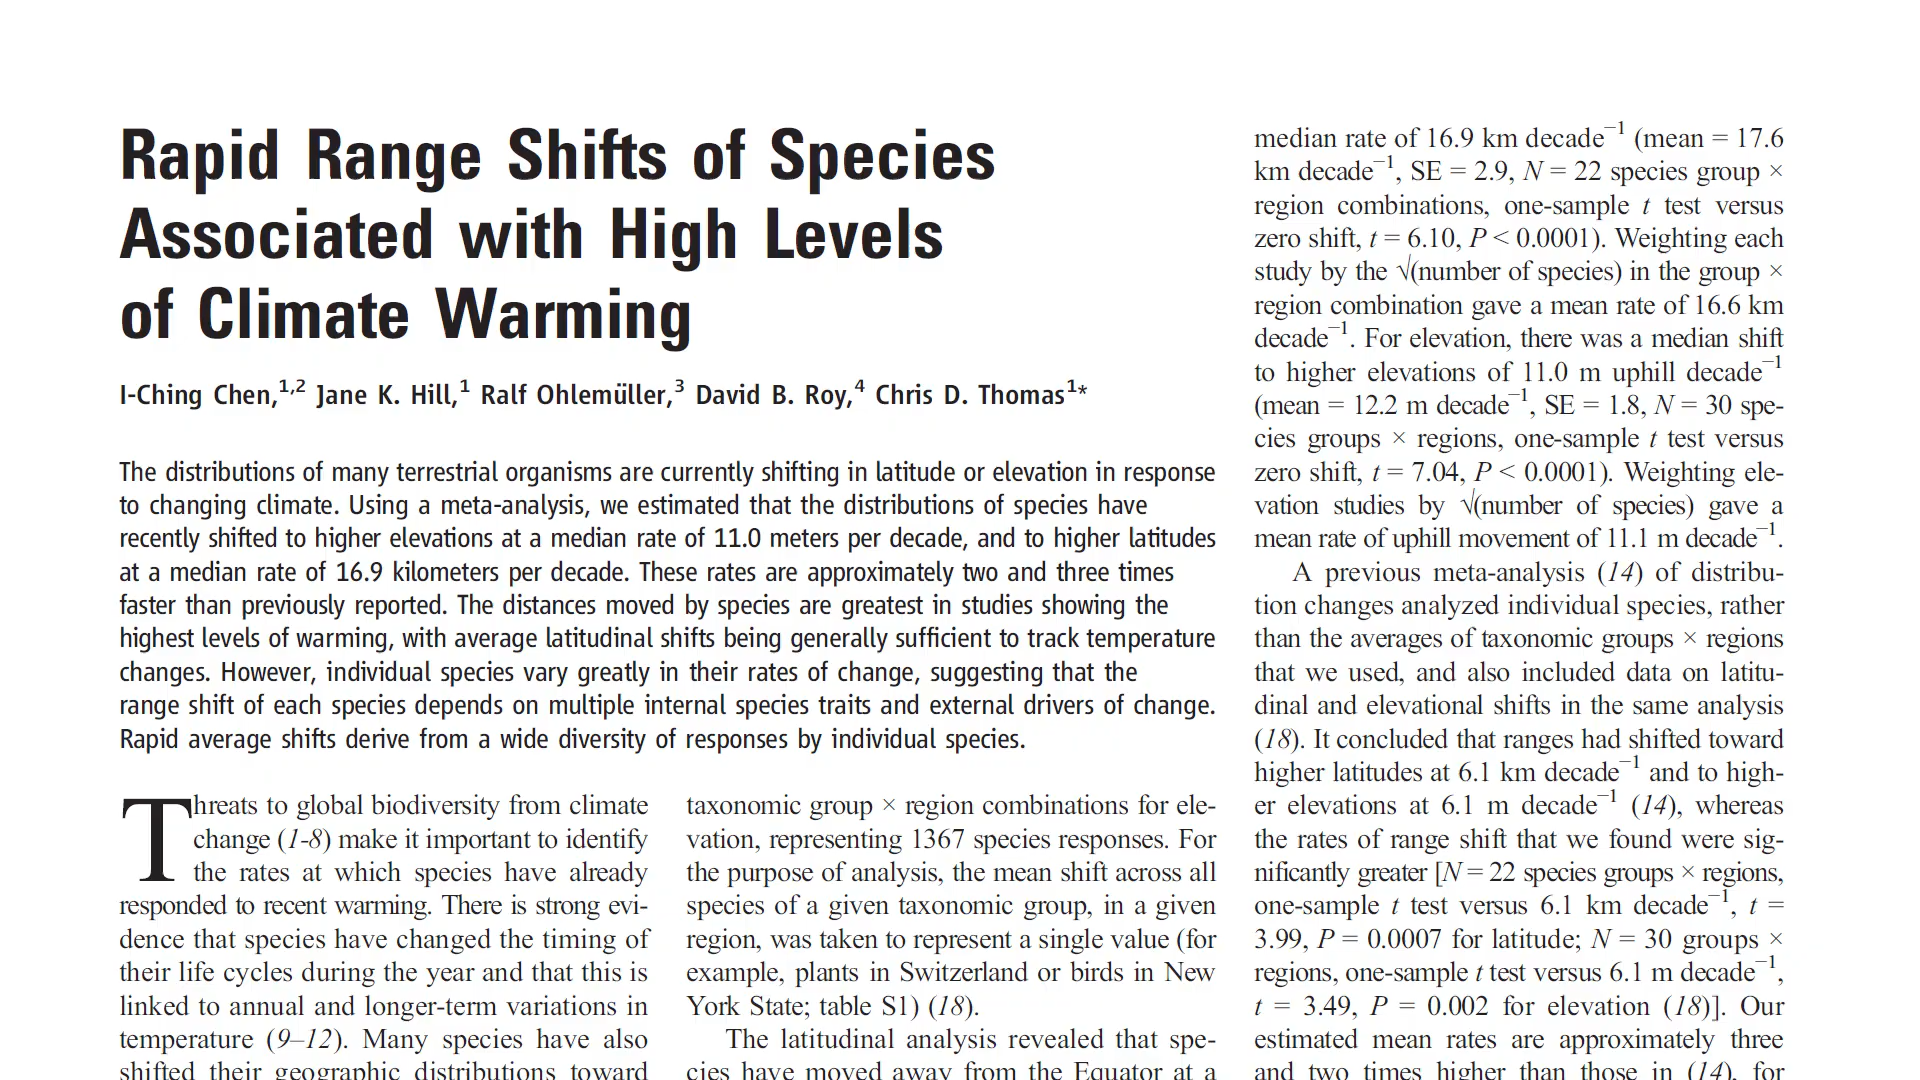 Rapid Range Shifts of Species
Associated with High Levels
of Climate Warming
I-Ching Chen,1,2 Jane K. Hill,1 Ralf Ohlemüller,3 David B. Roy,4 Chris D. Thomas1*
The distributions of many terrestrial organisms are currently shifting in latitude or elevation in response
to changing climate. Using a meta-analysis, we estimated that the distributions of species have
recently shifted to higher elevations at a median rate of 11.0 meters per decade, and to higher latitudes
at a median rate of 16.9 kilometers per decade. These rates are approximately two and three times
faster than previously reported. The distances moved by species are greatest in studies showing the
highest levels of warming, with average latitudinal shifts being generally sufficient to track temperature
changes. However, individual species vary greatly in their rates of change, suggesting that the
range shift of each species depends on multiple internal species traits and external drivers of change.
Rapid average shifts derive from a wide diversity of responses by individual species.
Threats to global biodiversity from climate
change (1-8) make it important to identify
the rates at which species have already
responded to recent warming. There is strong evi-
dence that species have changed the timing of
their life cycles during the year and that this is
linked to annual and longer-term variations in
temperature (9–12). Many species have also
shifted their geographic distributions toward
taxonomic group × region combinations for ele-
vation, representing 1367 species responses. For
the purpose of analysis, the mean shift across all
species of a given taxonomic group, in a given
region, was taken to represent a single value (for
example, plants in Switzerland or birds in New
York State; table S1) (18).
The latitudinal analysis revealed that spe-
cies have moved away from the Equator at a
median rate of 16.9 km decade−1 (mean = 17.6
km decade−1, SE = 2.9, N = 22 species group ×
region combinations, one-sample t test versus
zero shift, t = 6.10, P < 0.0001). Weighting each
study by the √(number of species) in the group ×
region combination gave a mean rate of 16.6 km
decade−1. For elevation, there was a median shift
to higher elevations of 11.0 m uphill decade−1
(mean = 12.2 m decade−1, SE = 1.8, N = 30 spe-
cies groups × regions, one-sample t test versus
zero shift, t = 7.04, P < 0.0001). Weighting ele-
vation studies by √(number of species) gave a
mean rate of uphill movement of 11.1 m decade−1.
A previous meta-analysis (14) of distribu-
tion changes analyzed individual species, rather
than the averages of taxonomic groups × regions
that we used, and also included data on latitu-
dinal and elevational shifts in the same analysis
(18). It concluded that ranges had shifted toward
higher latitudes at 6.1 km decade−1 and to high-
er elevations at 6.1 m decade−1 (14), whereas
the rates of range shift that we found were sig-
nificantly greater [N = 22 species groups × regions,
one-sample t test versus 6.1 km decade−1, t =
3.99, P = 0.0007 for latitude; N = 30 groups ×
regions, one-sample t test versus 6.1 m decade−1,
t = 3.49, P = 0.002 for elevation (18)]. Our
estimated mean rates are approximately three
and two times higher than those in (14), for